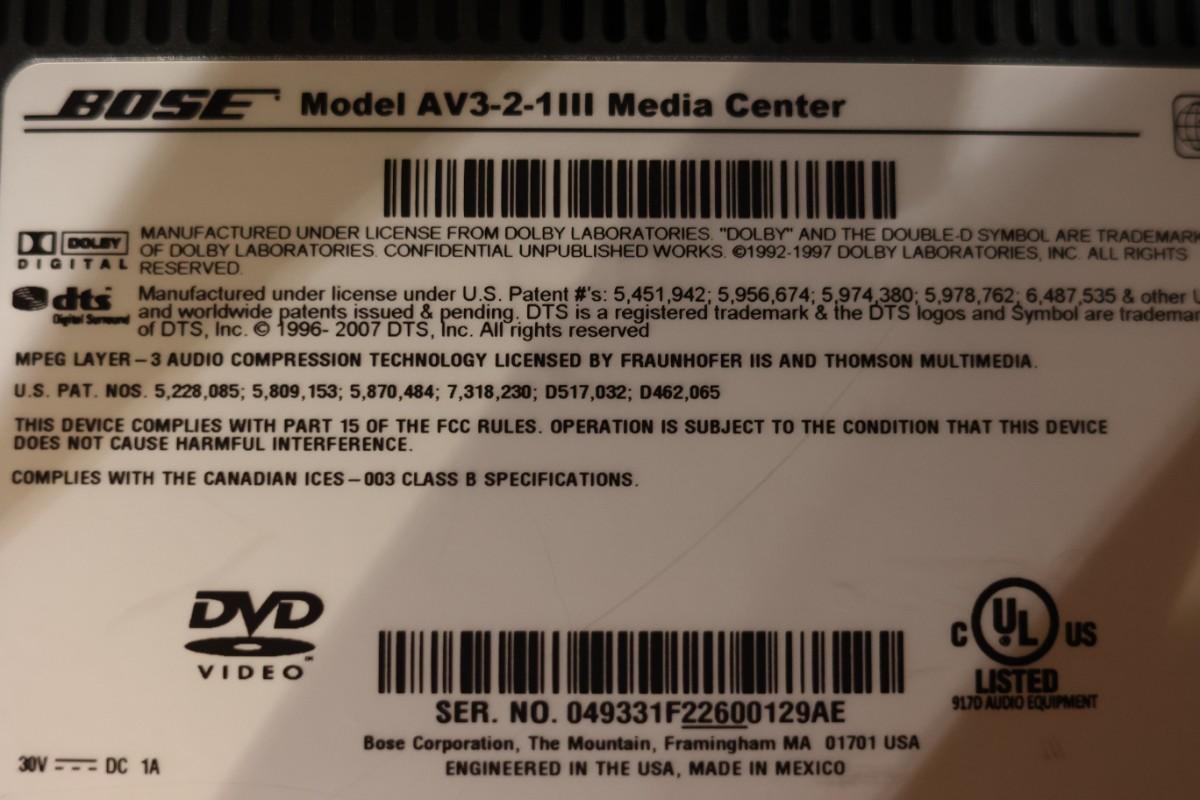 BOSE Model AV3-2-1III Media Center
DOLBY
DIGITAL
MANUFACTURED UNDER LICENSE FROM DOLBY LABORATORIES. "DOLBY" AND THE DOUBLE-D SYMBOL ARE TRADEMARK
OF DOLBY LABORATORIES. CONFIDENTIAL UNPUBLISHED WORKS. ©1992-1997 DOLBY LABORATORIES, INC. ALL RIGHTS
RESERVED.
dts
Digital Surround
Manufactured under license under U.S. Patent #'s: 5,451,942; 5,956,674; 5,974,380; 5,978,762; 6,487,535 & other U
and worldwide patents issued & pending. DTS is a registered trademark & the DTS logos and Symbol are trademar
of DTS, Inc. © 1996- 2007 DTS, Inc. All rights reserved
MPEG LAYER–3 AUDIO COMPRESSION TECHNOLOGY LICENSED BY FRAUNHOFER IIS AND THOMSON MULTIMEDIA.
U.S. PAT. NOS. 5,228,085; 5,809,153; 5,870,484; 7,318,230; D517,032; D462,065
THIS DEVICE COMPLIES WITH PART 15 OF THE FCC RULES. OPERATION IS SUBJECT TO THE CONDITION THAT THIS DEVICE
DOES NOT CAUSE HARMFUL INTERFERENCE.
COMPLIES WITH THE CANADIAN ICES–003 CLASS B SPECIFICATIONS.
DVD
VIDEO™
C UL US
LISTED
917D AUDIO EQUIPMENT
SER. NO. 049331F22600129AE
Bose Corporation, The Mountain, Framingham MA 01701 USA
ENGINEERED IN THE USA, MADE IN MEXICO
30V DC 1A